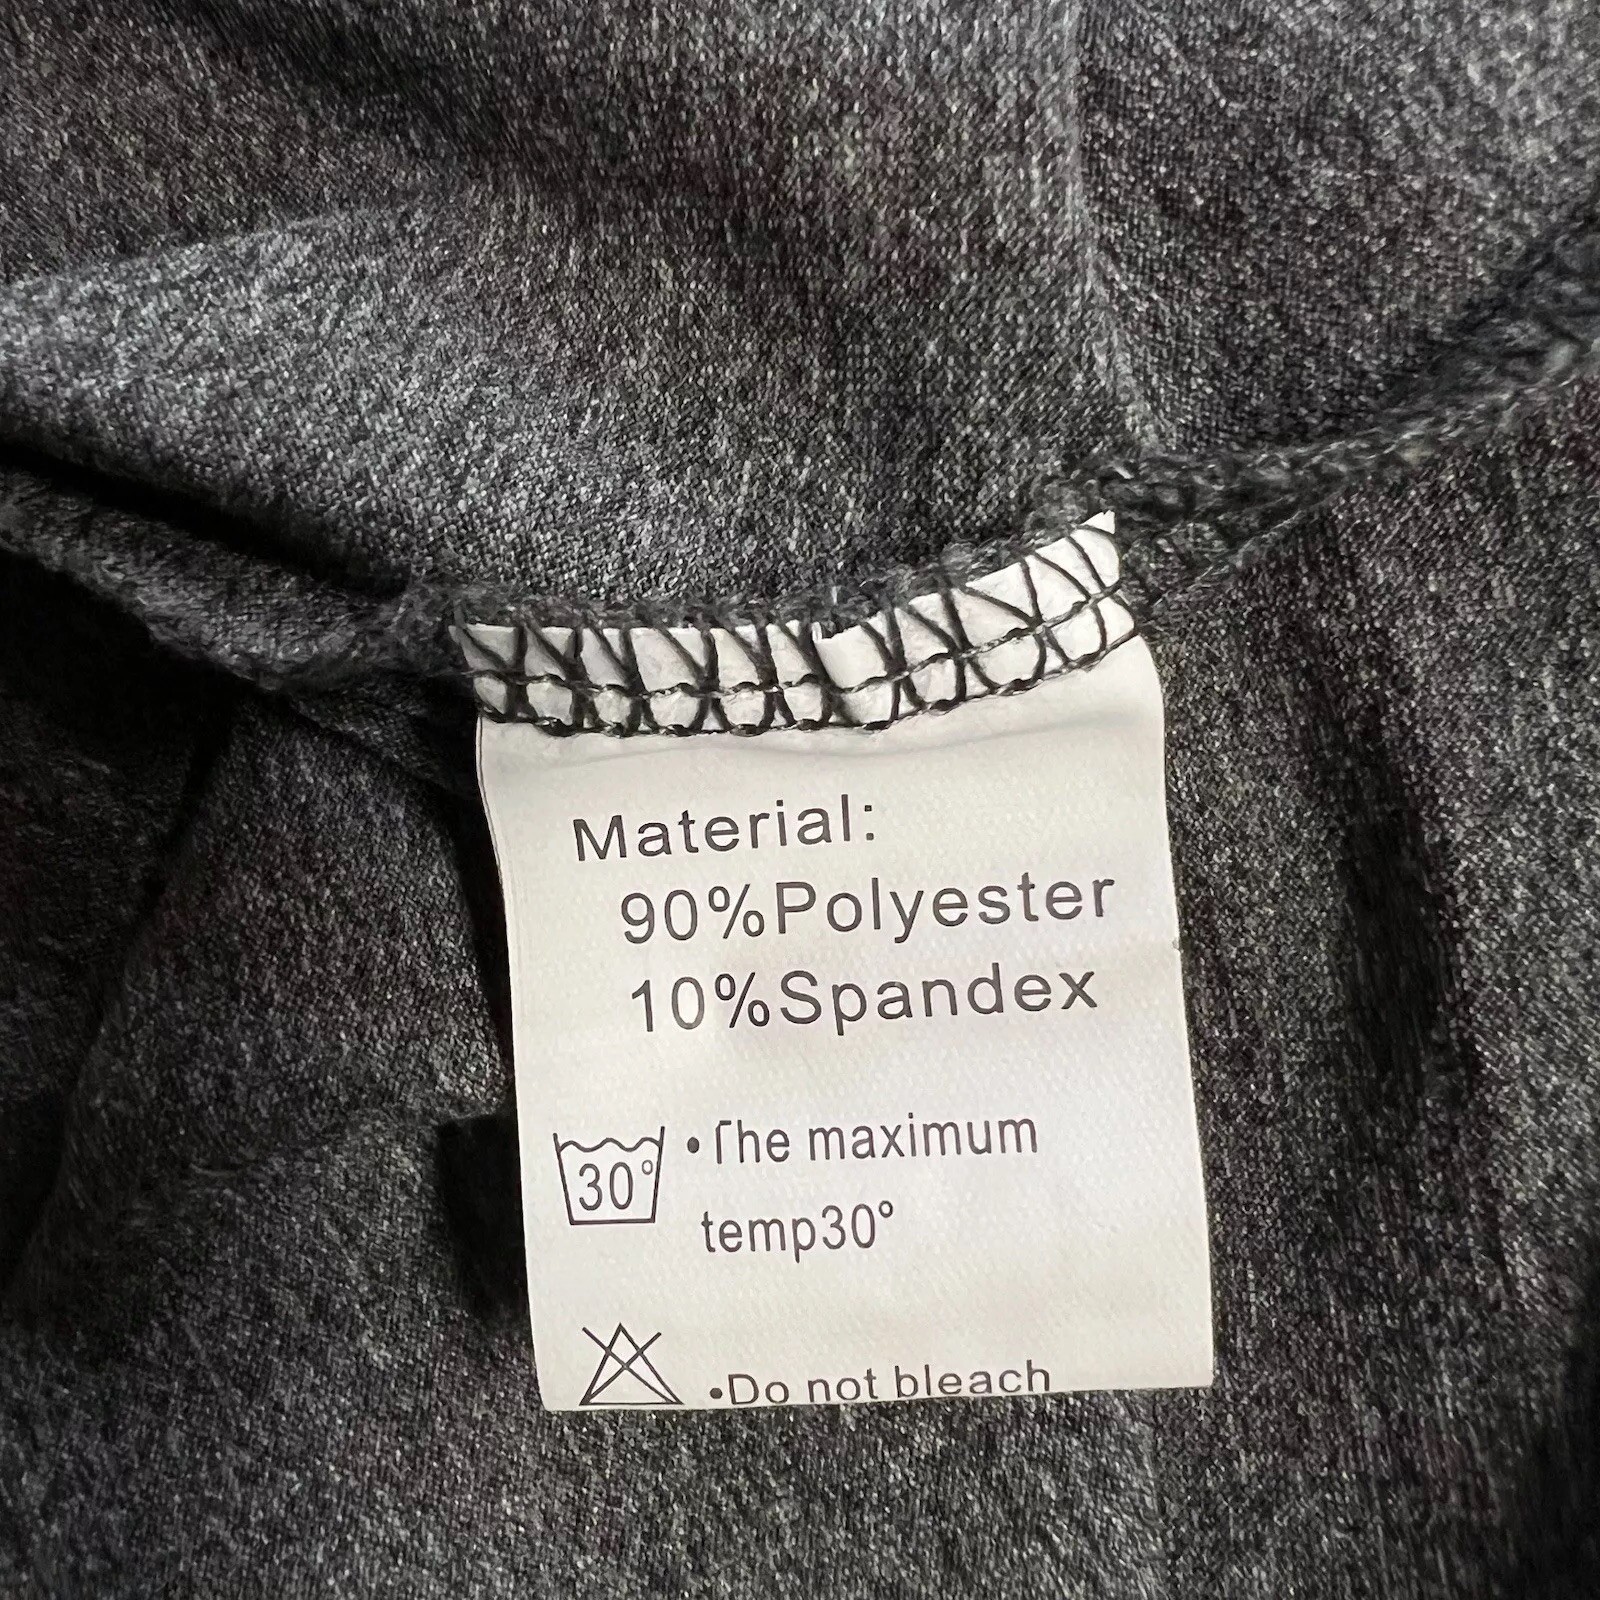 Material:
90%Polyester
10%Spandex
30° •The maximum
temp30°
•Do not bleach